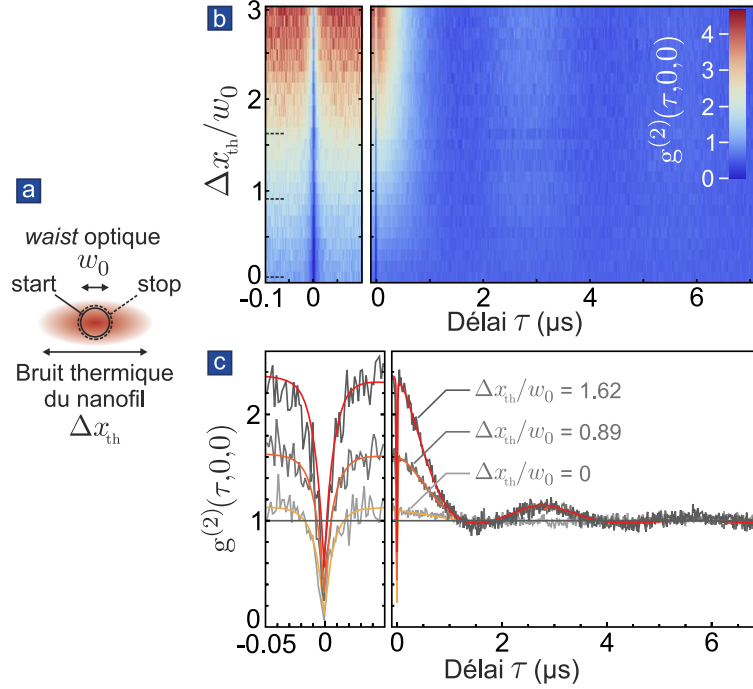 a
waist optique
w₀
start
stop
Bruit thermique
du nanofil
Δxth
b
3
2
1
0
Δxth/w₀
-0.1
0
0
2
4
6
Délai τ (µs)
g(2)(τ,0,0)
4
3
2
1
0
c
2
1
0
g(2)(τ,0,0)
Δxth/w₀ = 1.62
Δxth/w₀ = 0.89
Δxth/w₀ = 0
-0.05
0
0
2
4
6
Délai τ (µs)